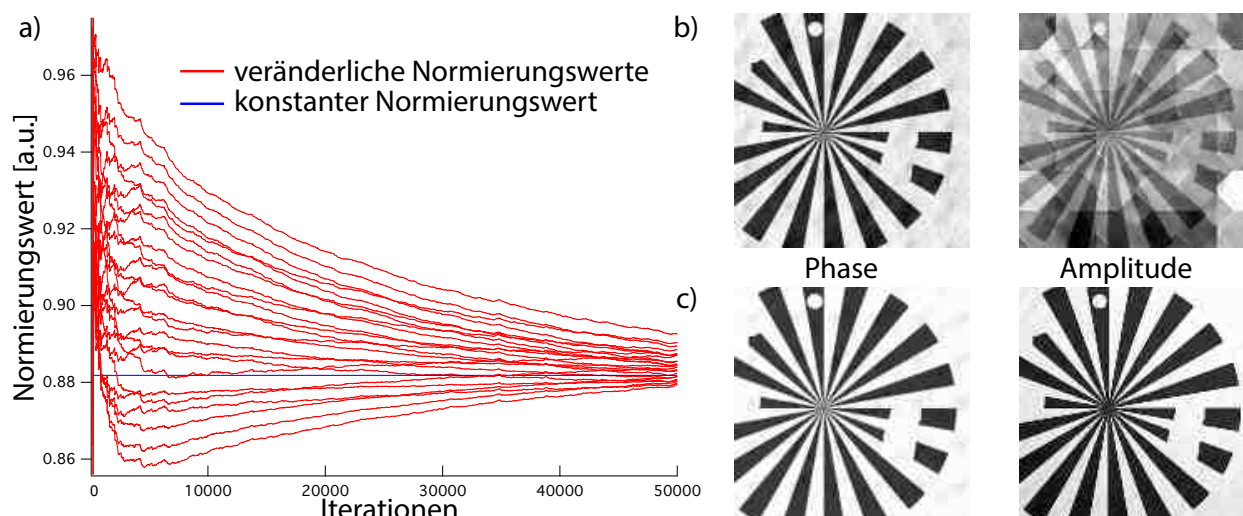 a)
veränderliche Normierungswerte
konstanter Normierungswert
Normierungswert [a.u.]
0.96
0.94
0.92
0.90
0.88
0.86
0
10000
20000
30000
40000
50000
Iterationen
b)
Phase
Amplitude
c)